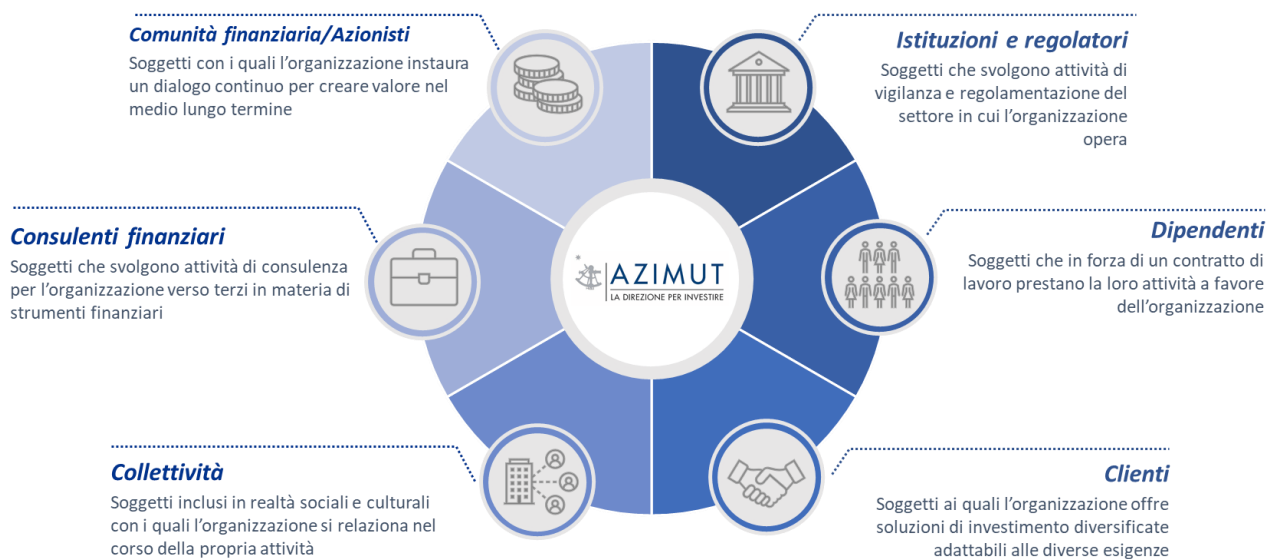 Comunità finanziaria/Azionisti
Soggetti con i quali l'organizzazione instaura
un dialogo continuo per creare valore nel
medio lungo termine
Istituzioni e regolatori
Soggetti che svolgono attività di
vigilanza e regolamentazione del
settore in cui l'organizzazione
opera
Consulenti finanziari
Soggetti che svolgono attività di consulenza
per l'organizzazione verso terzi in materia di
strumenti finanziari
AZIMUT
LA DIREZIONE PER INVESTIRE
Dipendenti
Soggetti che in forza di un contratto di
lavoro prestano la loro attività a favore
dell'organizzazione
Collettività
Soggetti inclusi in realtà sociali e culturali
con i quali l'organizzazione si relaziona nel
corso della propria attività
Clienti
Soggetti ai quali l'organizzazione offre
soluzioni di investimento diversificate
adattabili alle diverse esigenze